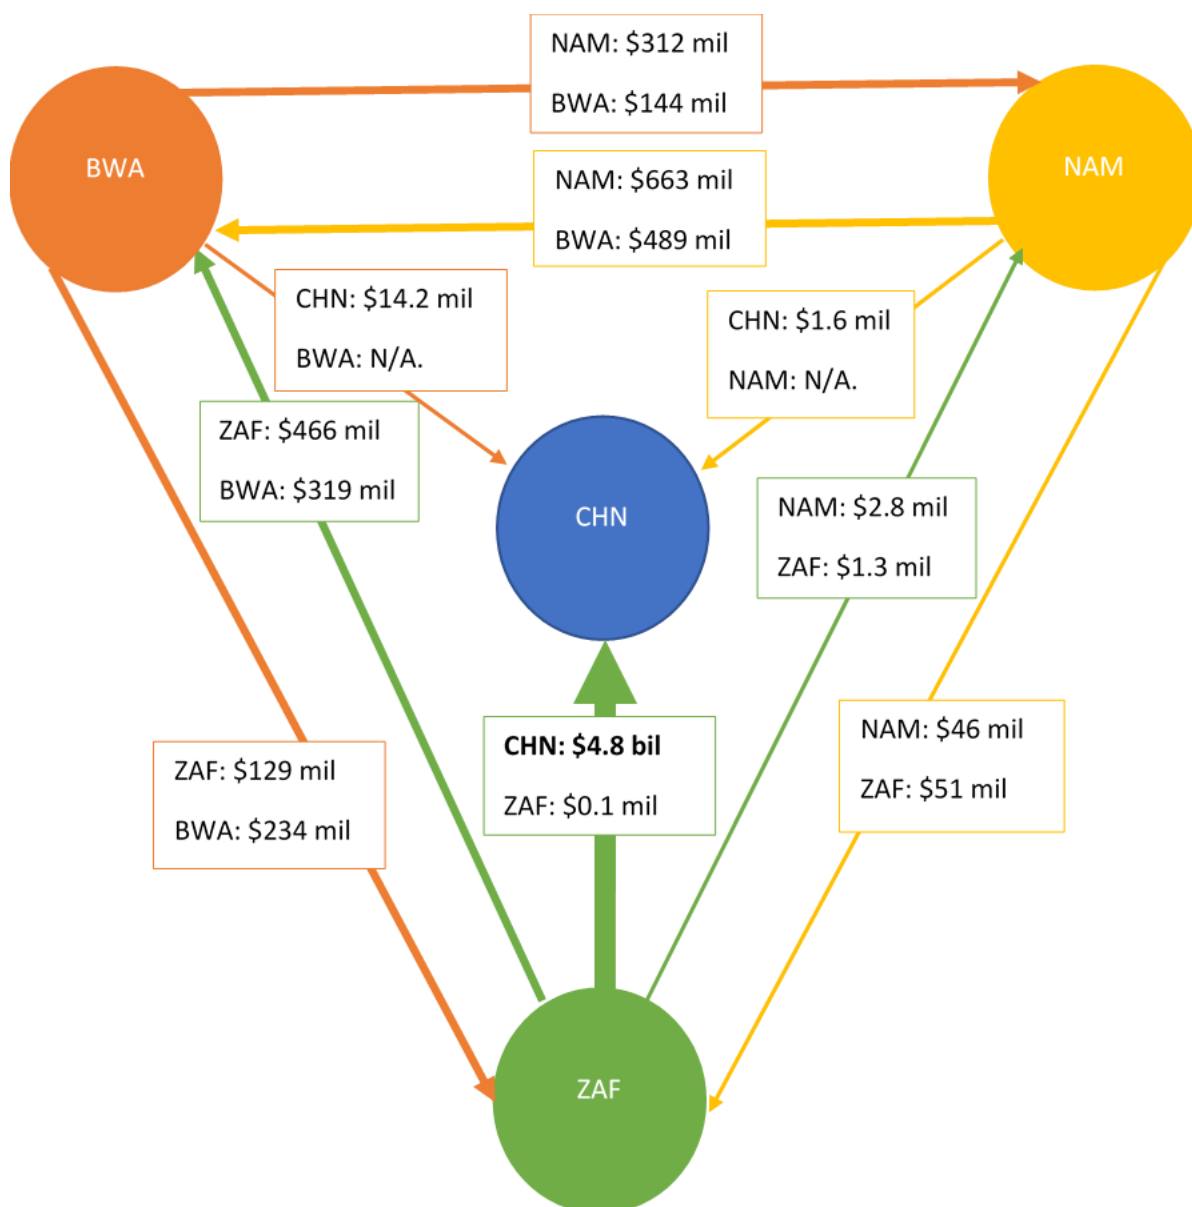 NAM: $312 mil
BWA: $144 mil
BWA
NAM
NAM: $663 mil
BWA: $489 mil
CHN: $14.2 mil
BWA: N/A.
CHN: $1.6 mil
NAM: N/A.
ZAF: $466 mil
BWA: $319 mil
CHN
NAM: $2.8 mil
ZAF: $1.3 mil
CHN: $4.8 bil
ZAF: $0.1 mil
NAM: $46 mil
ZAF: $51 mil
ZAF: $129 mil
BWA: $234 mil
ZAF